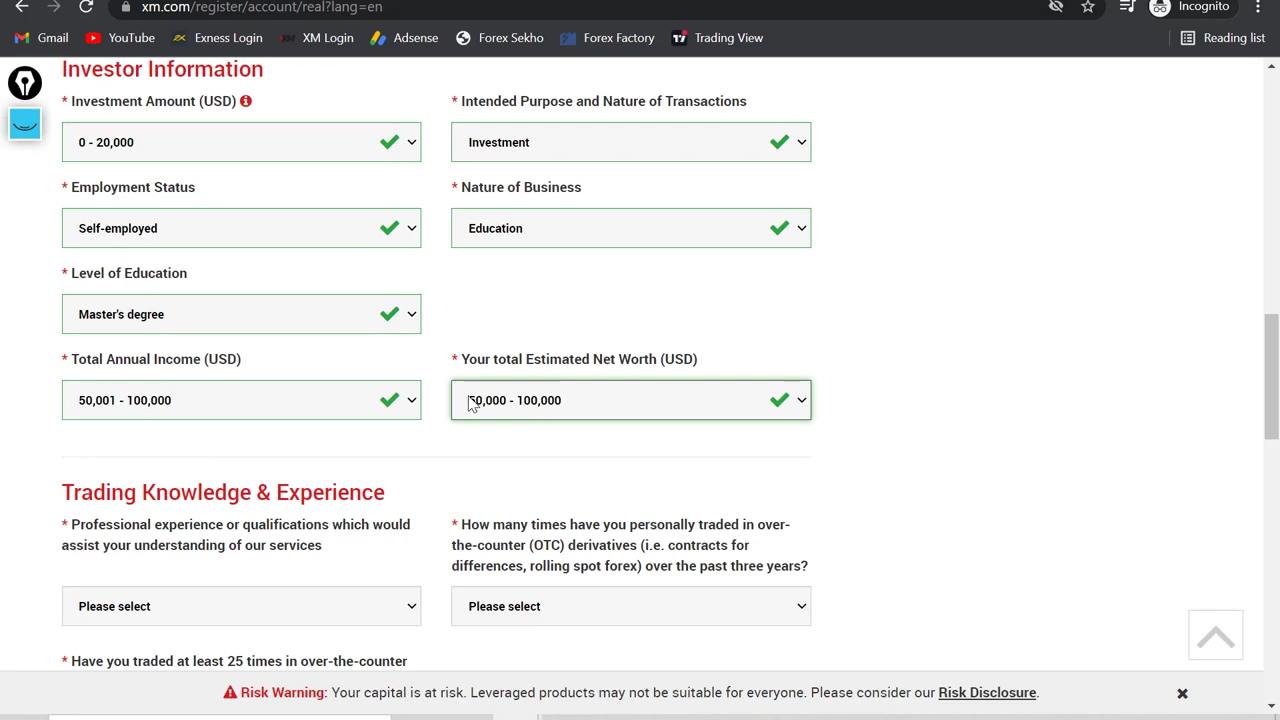 xm.com/register/account/real?lang=en
Incognito
Gmail
YouTube
Exness Login
XM Login
Adsense
Forex Sekho
Forex Factory
Trading View
Reading list
Investor Information
* Investment Amount (USD)
* Intended Purpose and Nature of Transactions
0 - 20,000
Investment
* Employment Status
* Nature of Business
Self-employed
Education
* Level of Education
Master's degree
* Total Annual Income (USD)
* Your total Estimated Net Worth (USD)
50,001 - 100,000
50,000 - 100,000
Trading Knowledge & Experience
* Professional experience or qualifications which would
assist your understanding of our services
* How many times have you personally traded in over-
the-counter (OTC) derivatives (i.e. contracts for
differences, rolling spot forex) over the past three years?
Please select
Please select
* Have you traded at least 25 times in over-the-counter
Risk Warning: Your capital is at risk. Leveraged products may not be suitable for everyone. Please consider our Risk Disclosure.